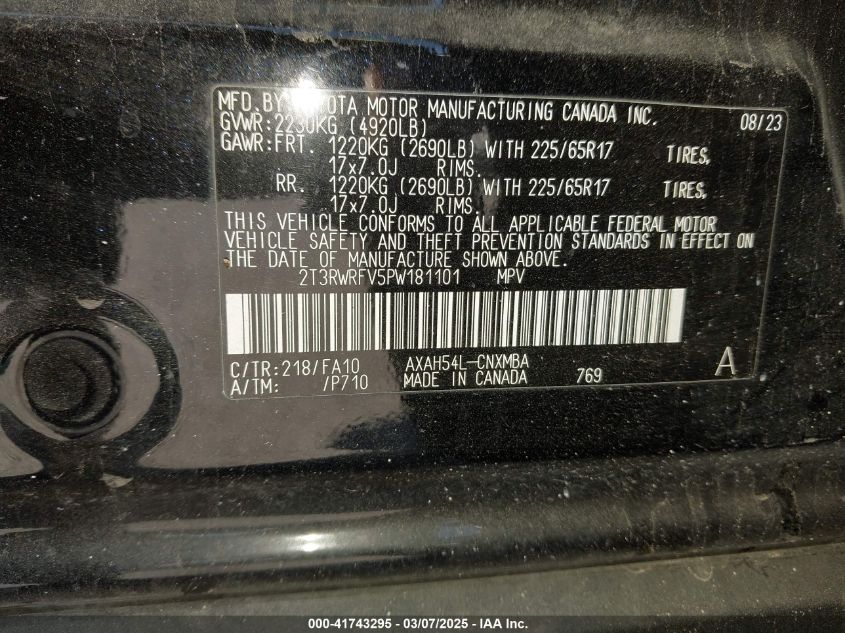 MFD.BY TOYOTA MOTOR MANUFACTURING CANADA INC. 08/23
GVWR:2230KG (4920LB)
GAWR:FRT. 1220KG (2690LB) WITH 225/65R17 TIRES,
17x7.0J RIMS.
RR. 1220KG (2690LB) WITH 225/65R17 TIRES,
17x7.0J RIMS.
THIS VEHICLE CONFORMS TO ALL APPLICABLE FEDERAL MOTOR
VEHICLE SAFETY AND THEFT PREVENTION STANDARDS IN EFFECT ON
THE DATE OF MANUFACTURE SHOWN ABOVE.
2T3RWRFV5PW181101 MPV
C/TR:218/FA10 AXAH54L-CNXMBA A
A/TM: /P710 MADE IN CANADA 769
000-41743295 - 03/07/2025 - IAA Inc.